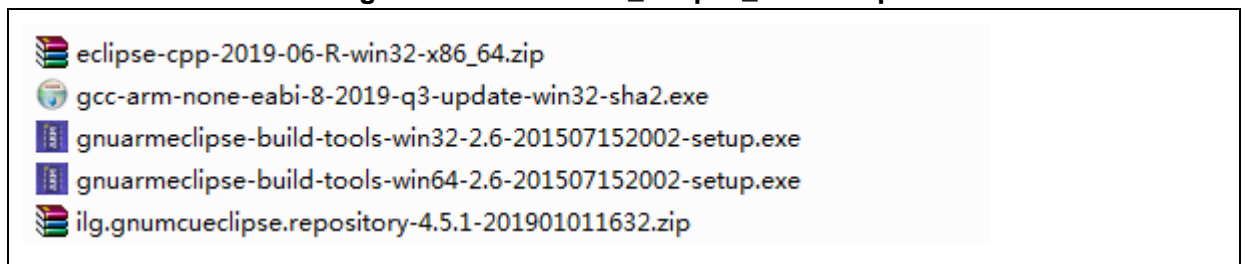 eclipse-cpp-2019-06-R-win32-x86_64.zip
gcc-arm-none-eabi-8-2019-q3-update-win32-sha2.exe
gnuarmeclipse-build-tools-win32-2.6-201507152002-setup.exe
gnuarmeclipse-build-tools-win64-2.6-201507152002-setup.exe
ilg.gnumcueclipse.repository-4.5.1-201901011632.zip